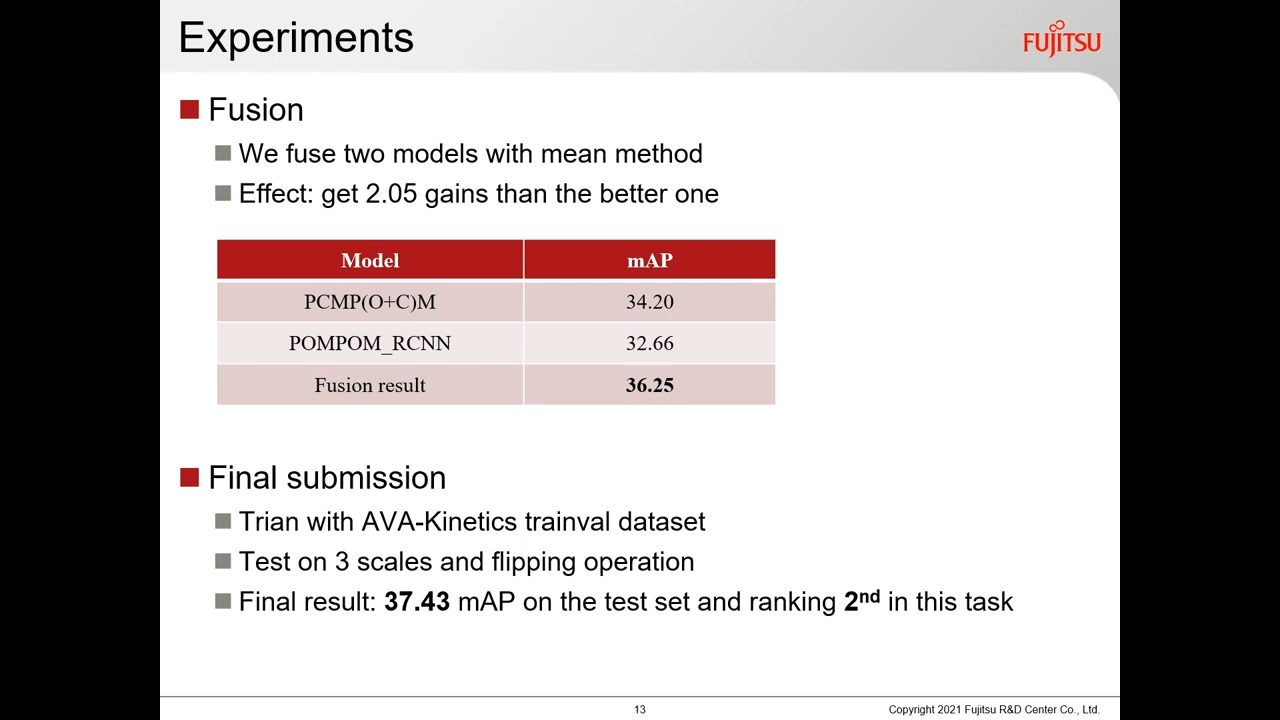 Experiments
FUJITSU
Fusion
We fuse two models with mean method
Effect: get 2.05 gains than the better one
Model mAP
PCMP(O+C)M 34.20
POMPOM_RCNN 32.66
Fusion result 36.25
Final submission
Trian with AVA-Kinetics trainval dataset
Test on 3 scales and flipping operation
Final result: 37.43 mAP on the test set and ranking 2nd in this task
13
Copyright 2021 Fujitsu R&D Center Co., Ltd.